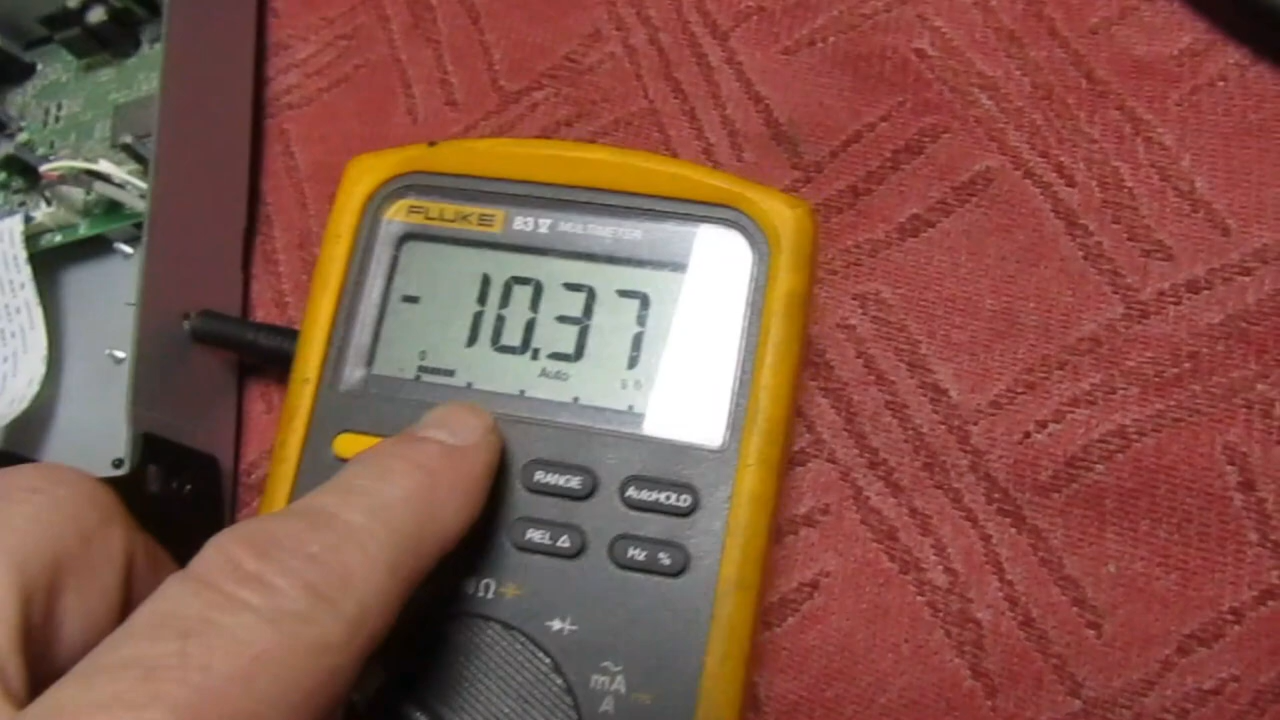 FLUKE 83 V MULTIMETER
- 10.37
0
Auto
RANGE AutoHOLD
REL Δ Hz %
Ω
mA
A